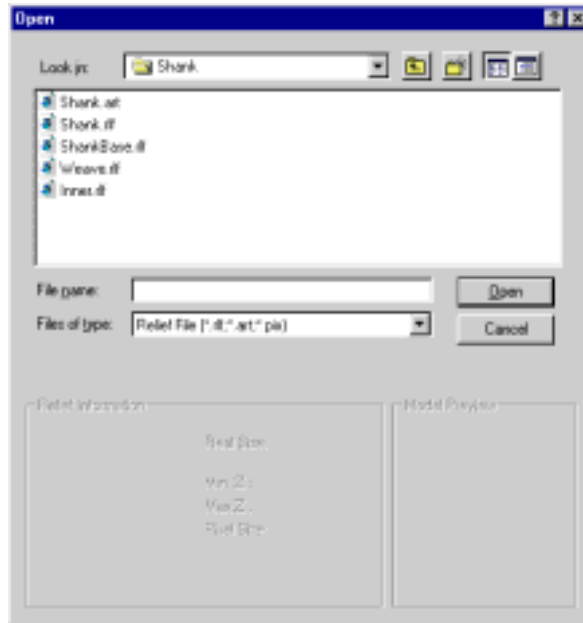 Open
Look in: Shank
Shank.art
Shank.rlf
ShankBase.rlf
Weave.rlf
Inner.rlf
File name:
Open
Files of type: Relief File (*.rlf;*.art;*.pix)
Cancel
Relief Information
Model Preview
Real Size:
Min Z :
Max Z :
Pixel Size: